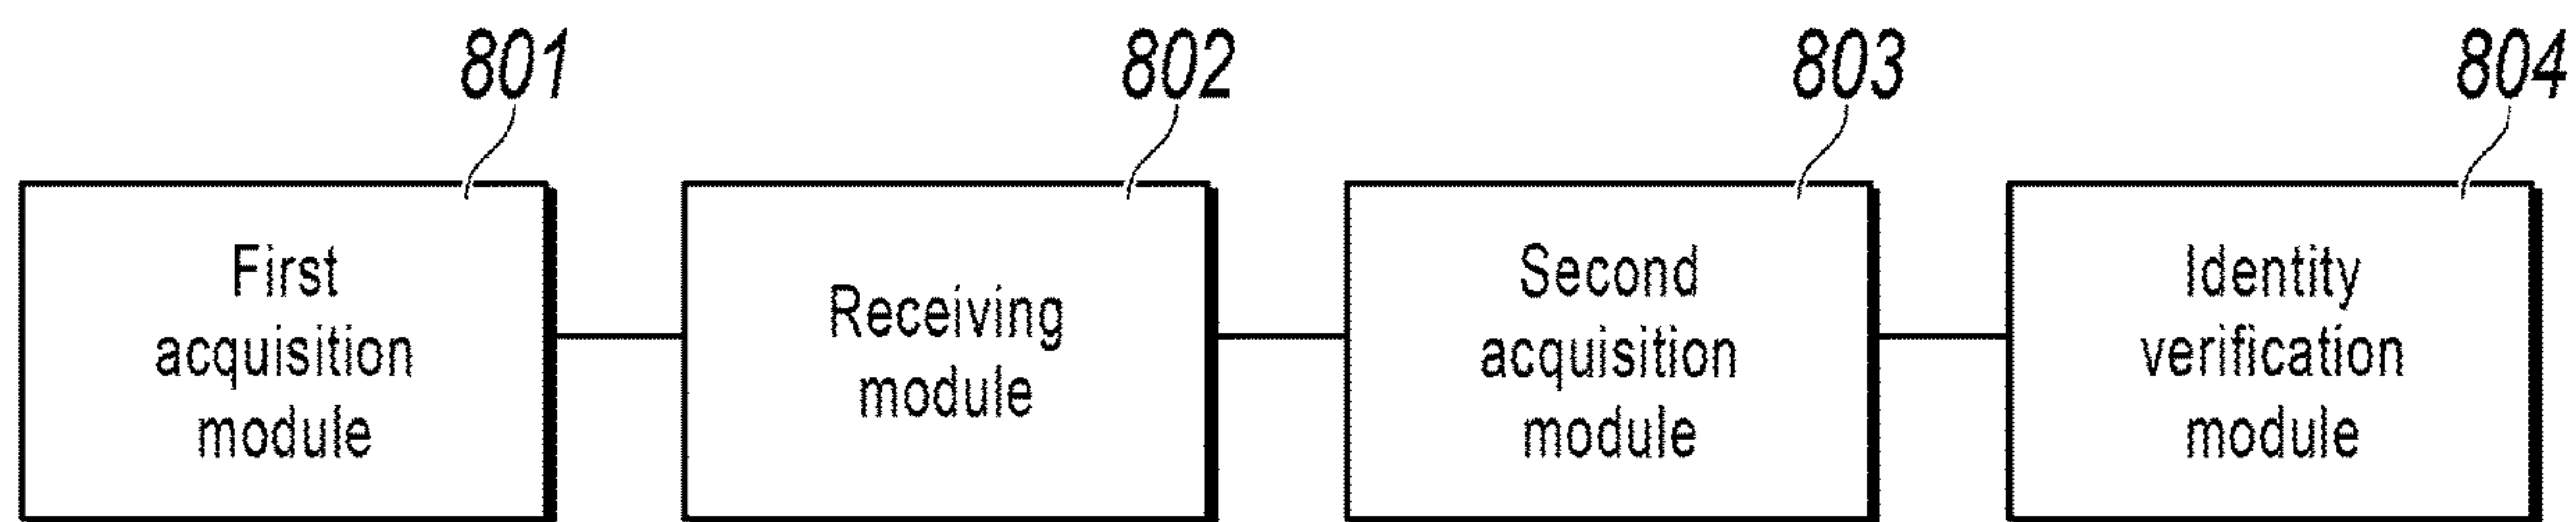 801
802
803
804
First
acquisition
module
Receiving
module
Second
acquisition
module
Identity
verification
module